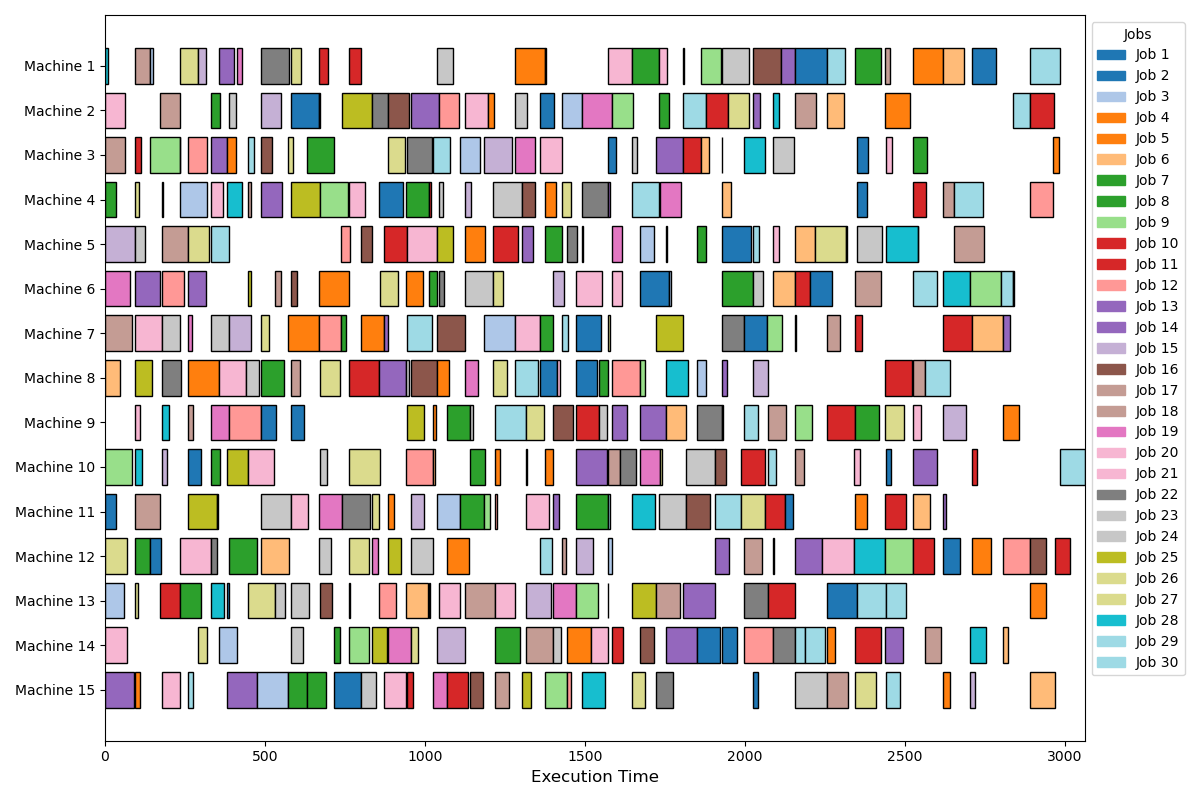 Machine 1
Machine 2
Machine 3
Machine 4
Machine 5
Machine 6
Machine 7
Machine 8
Machine 9
Machine 10
Machine 11
Machine 12
Machine 13
Machine 14
Machine 15
0 500 1000 1500 2000 2500 3000
Execution Time
Jobs
Job 1
Job 2
Job 3
Job 4
Job 5
Job 6
Job 7
Job 8
Job 9
Job 10
Job 11
Job 12
Job 13
Job 14
Job 15
Job 16
Job 17
Job 18
Job 19
Job 20
Job 21
Job 22
Job 23
Job 24
Job 25
Job 26
Job 27
Job 28
Job 29
Job 30